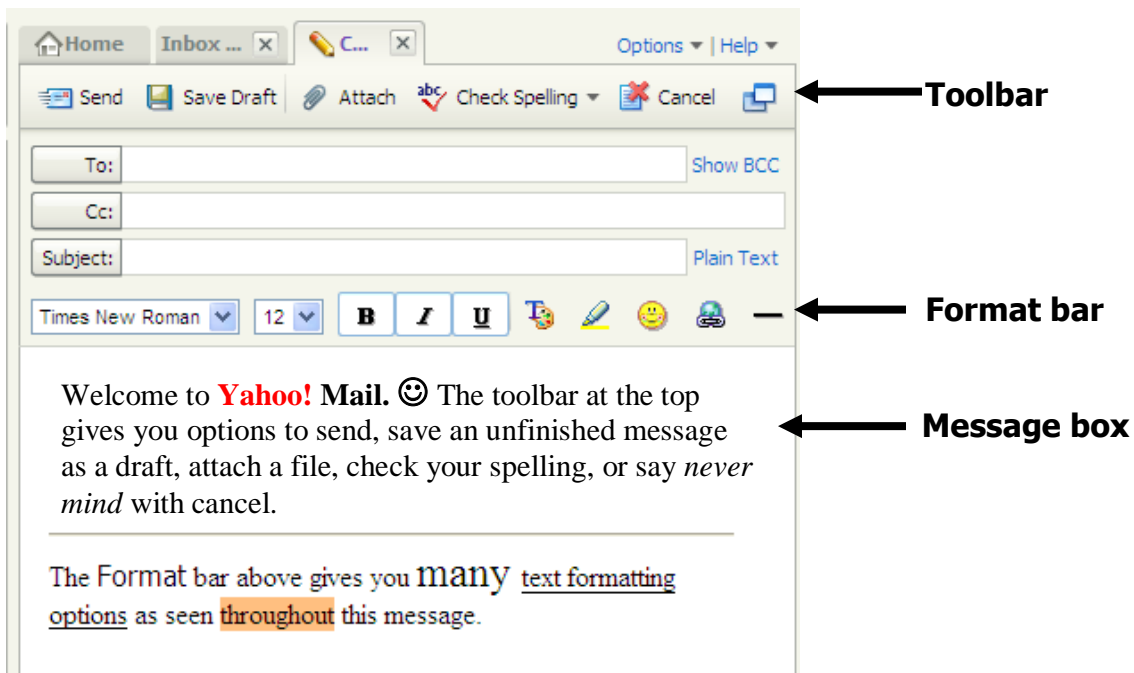 Home Inbox ... C... Options | Help
Send Save Draft Attach abc Check Spelling Cancel
Toolbar
To: Show BCC
Cc:
Subject: Plain Text
Times New Roman 12 B I U T
Format bar
Welcome to Yahoo! Mail. ☺ The toolbar at the top
gives you options to send, save an unfinished message
as a draft, attach a file, check your spelling, or say never
mind with cancel.
Message box
The Format bar above gives you many text formatting
options as seen throughout this message.